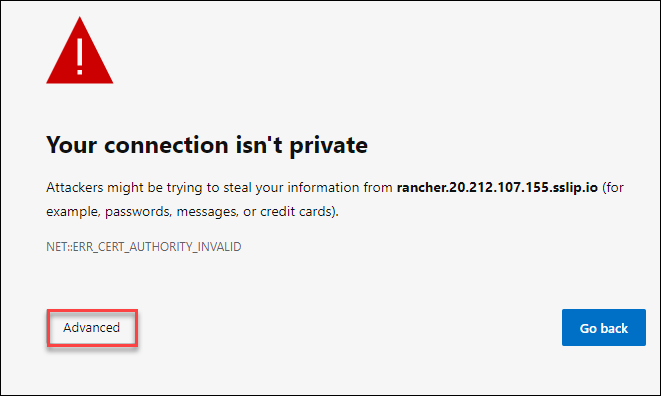 Your connection isn't private
Attackers might be trying to steal your information from rancher.20.212.107.155.sslip.io (for
example, passwords, messages, or credit cards).
NET::ERR_CERT_AUTHORITY_INVALID
Advanced
Go back